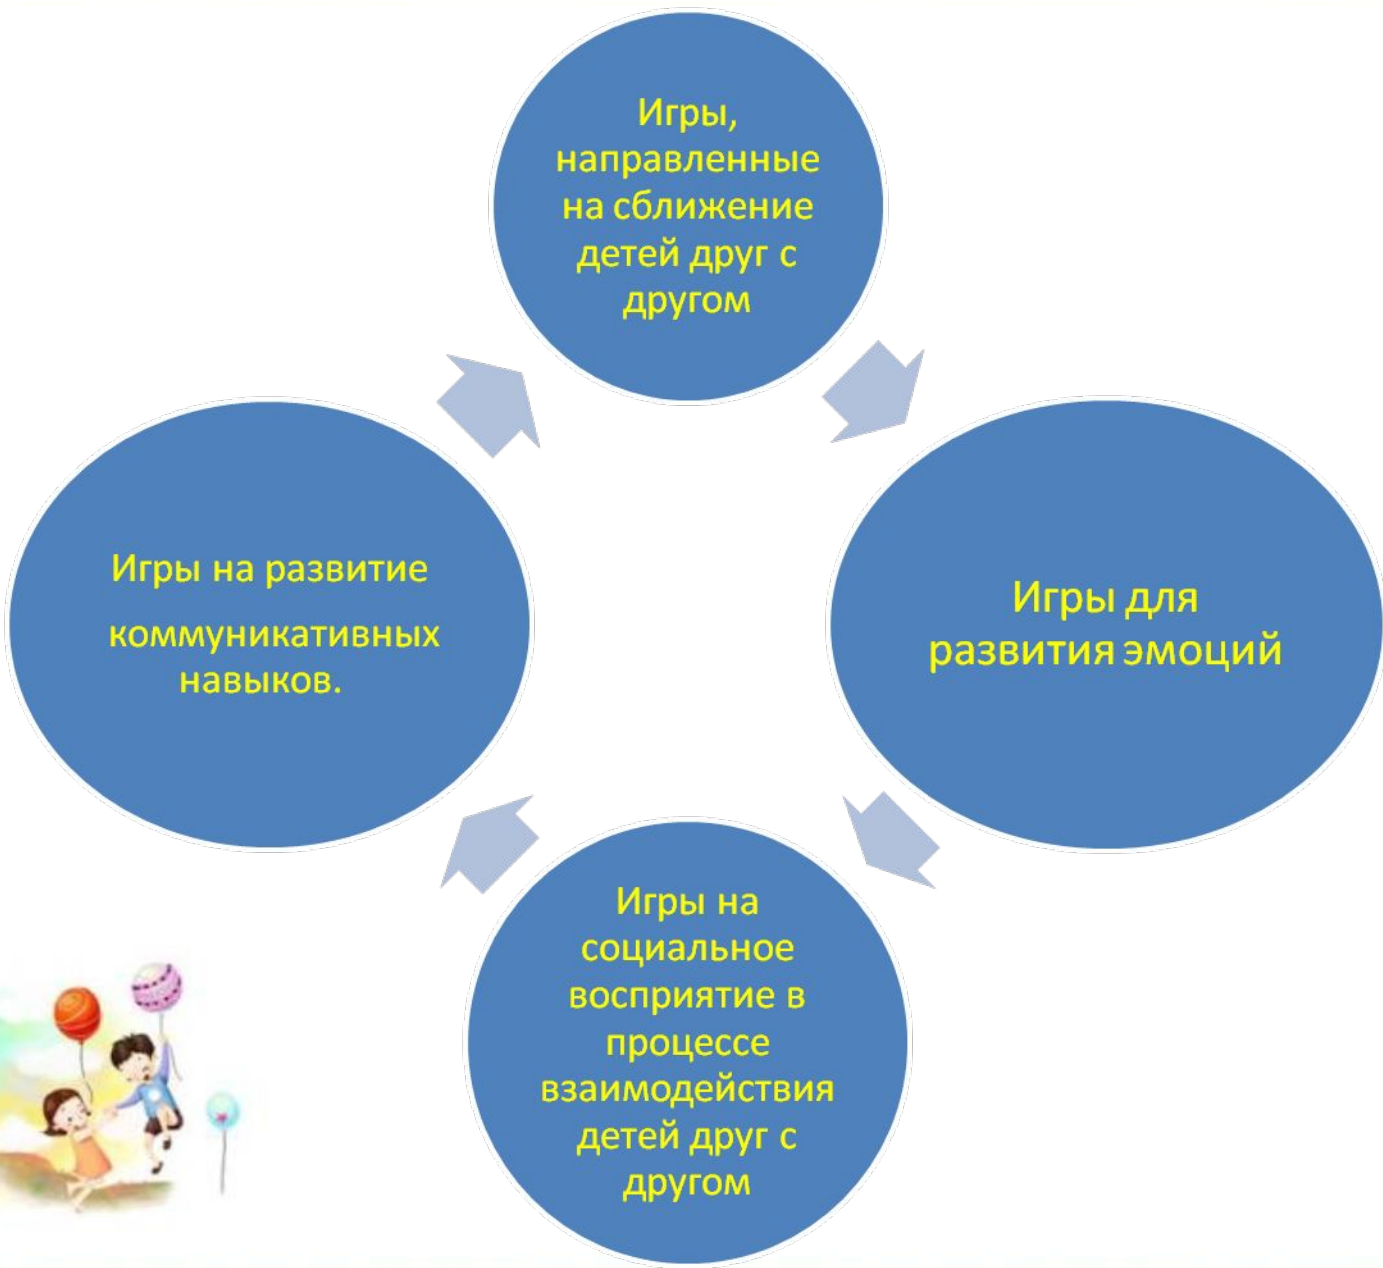 Игры,
направленные
на сближение
детей друг с
другом
Игры для
развития эмоций
Игры на
социальное
восприятие в
процессе
взаимодействия
детей друг с
другом
Игры на развитие
коммуникативных
навыков.